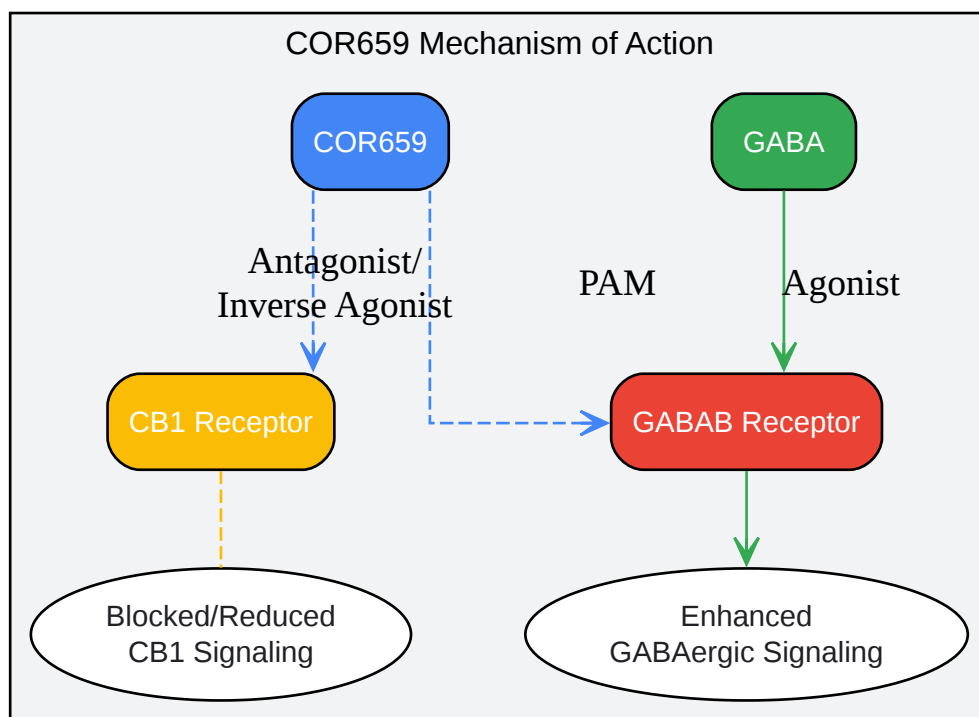 COR659 Mechanism of Action
COR659
GABA
Antagonist/
Inverse Agonist
PAM
Agonist
CB1 Receptor
GABAB Receptor
Blocked/Reduced
CB1 Signaling
Enhanced
GABAergic Signaling